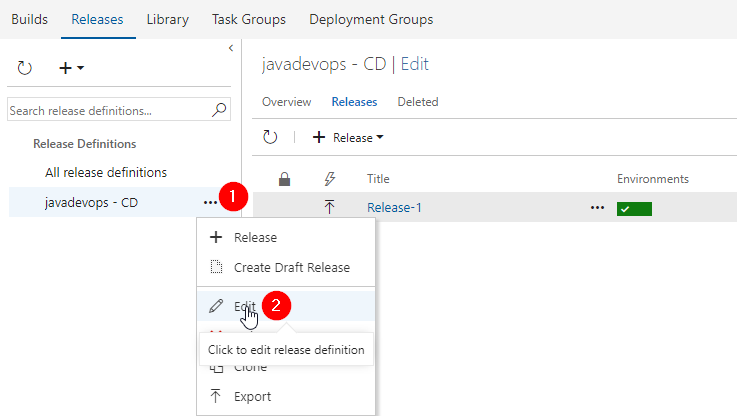 Builds Releases Library Task Groups Deployment Groups
javadevops - CD | Edit
Search release definitions...
Overview Releases Deleted
Release
Release Definitions
All release definitions
Title Environments
javadevops - CD ... 1
Release-1 ...
Release
Create Draft Release
Edit 2
Click to edit release definition
Clone
Export